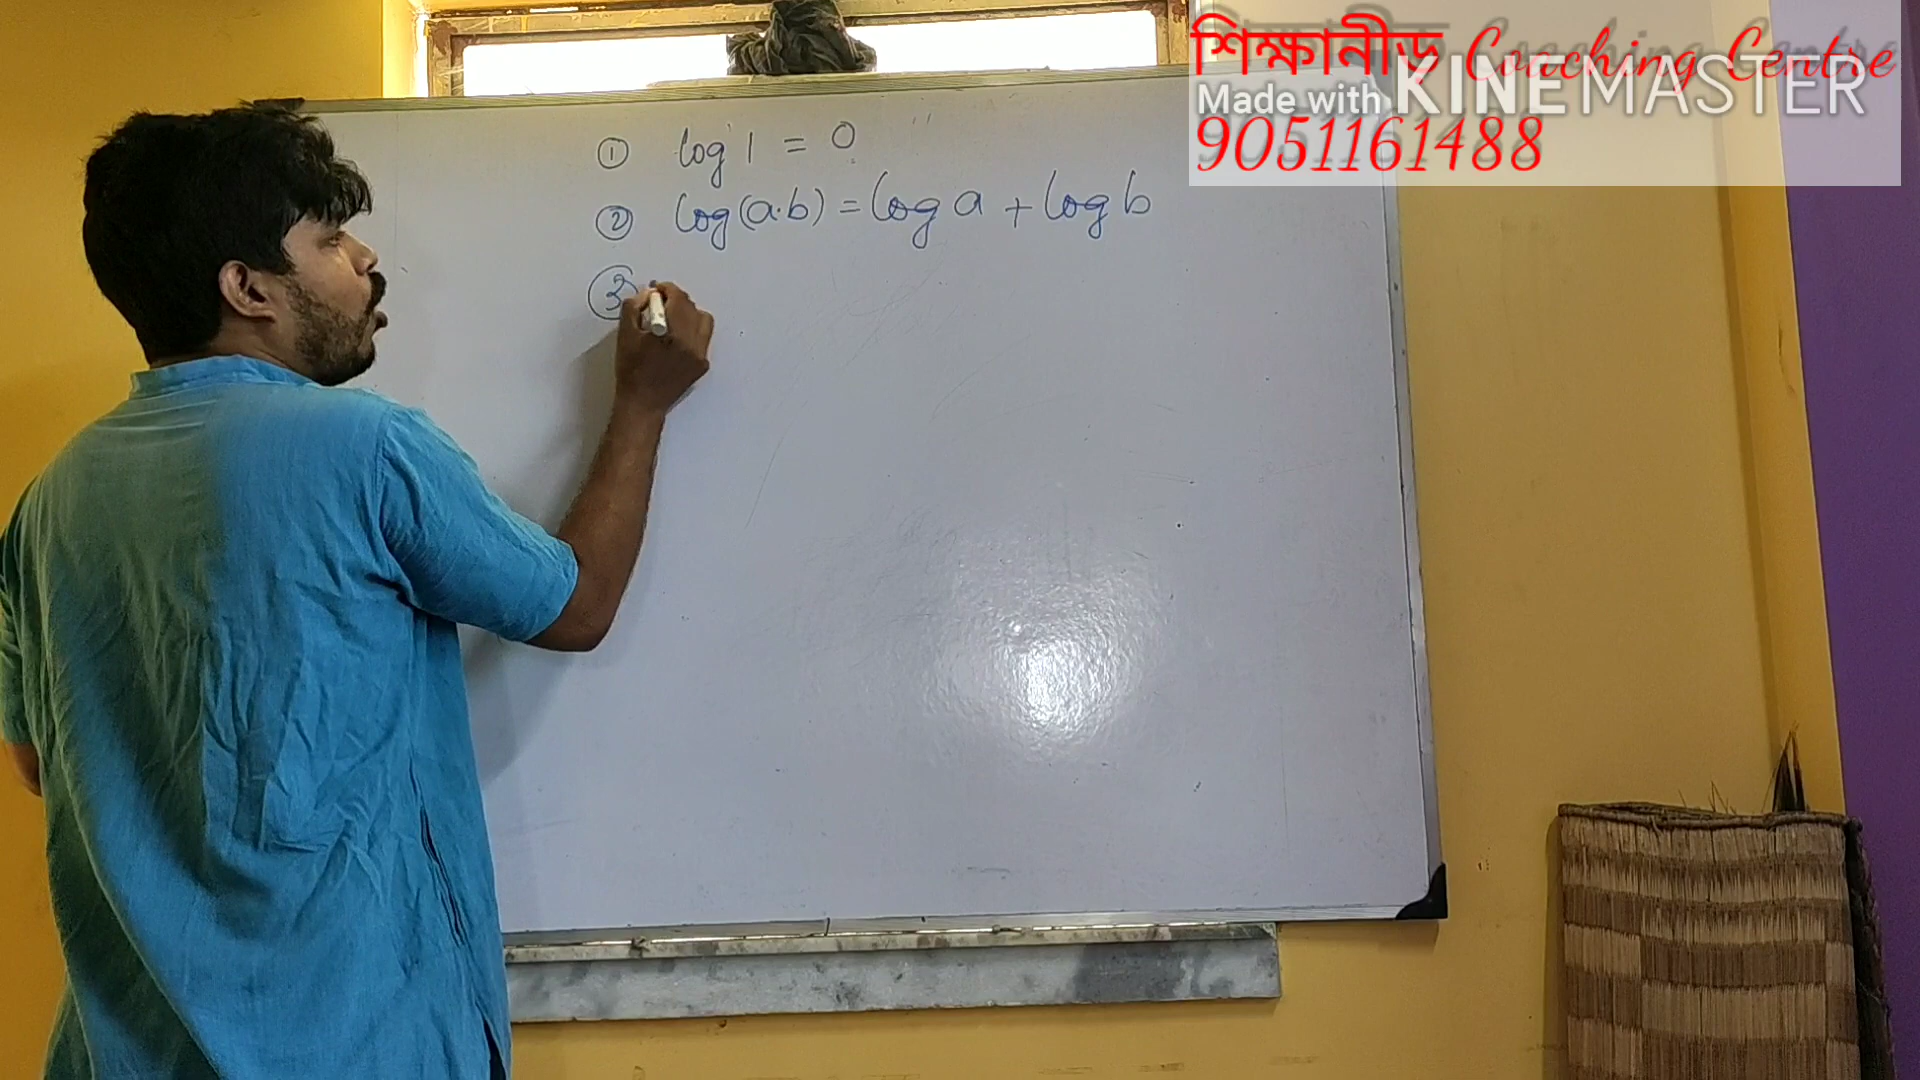 শিক্ষানীড় Coaching Centre
Made with KINEMASTER
9051161488
① log 1 = 0
② log(a.b) = log a + log b
③